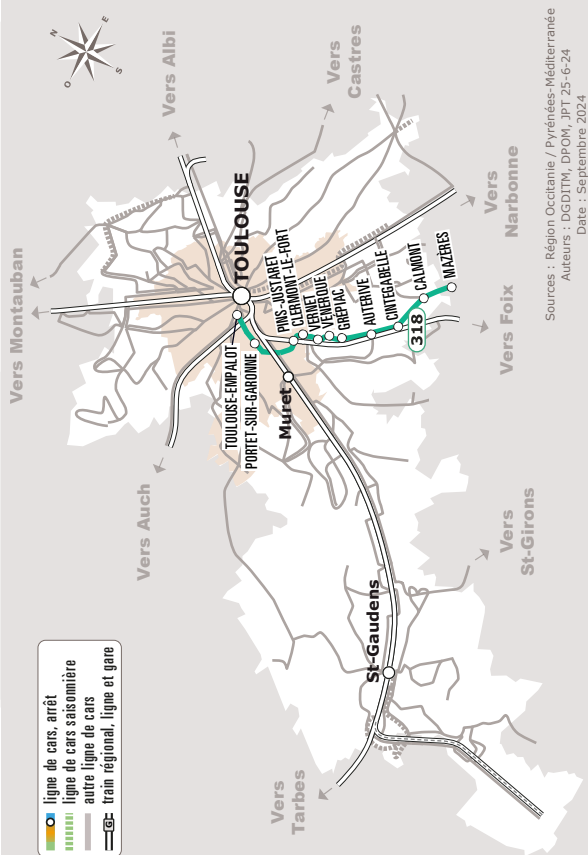 ligne de cars, arrêt
ligne de cars saisonnière
autre ligne de cars
G train régional, ligne et gare
N
E
S
O
Vers Montauban
Vers Albi
Vers
Castres
Vers
Narbonne
Vers Foix
Vers
St-Girons
Vers
Tarbes
Vers Auch
TOULOUSE
TOULOUSE-EMPALOT
PORTET-SUR-GARONNE
PINS-JUSTARET
CLERMONT-LE-FORT
VERNET
VENERQUE
GRÉPIAC
AUTERIVE
CINTEGABELLE
CALMONT
MAZÈRES
318
Muret
St-Gaudens
Sources : Région Occitanie / Pyrénées-Méditerranée
Auteurs : DGDITM, DPOM, JPT 25-6-24
Date : Septembre 2024